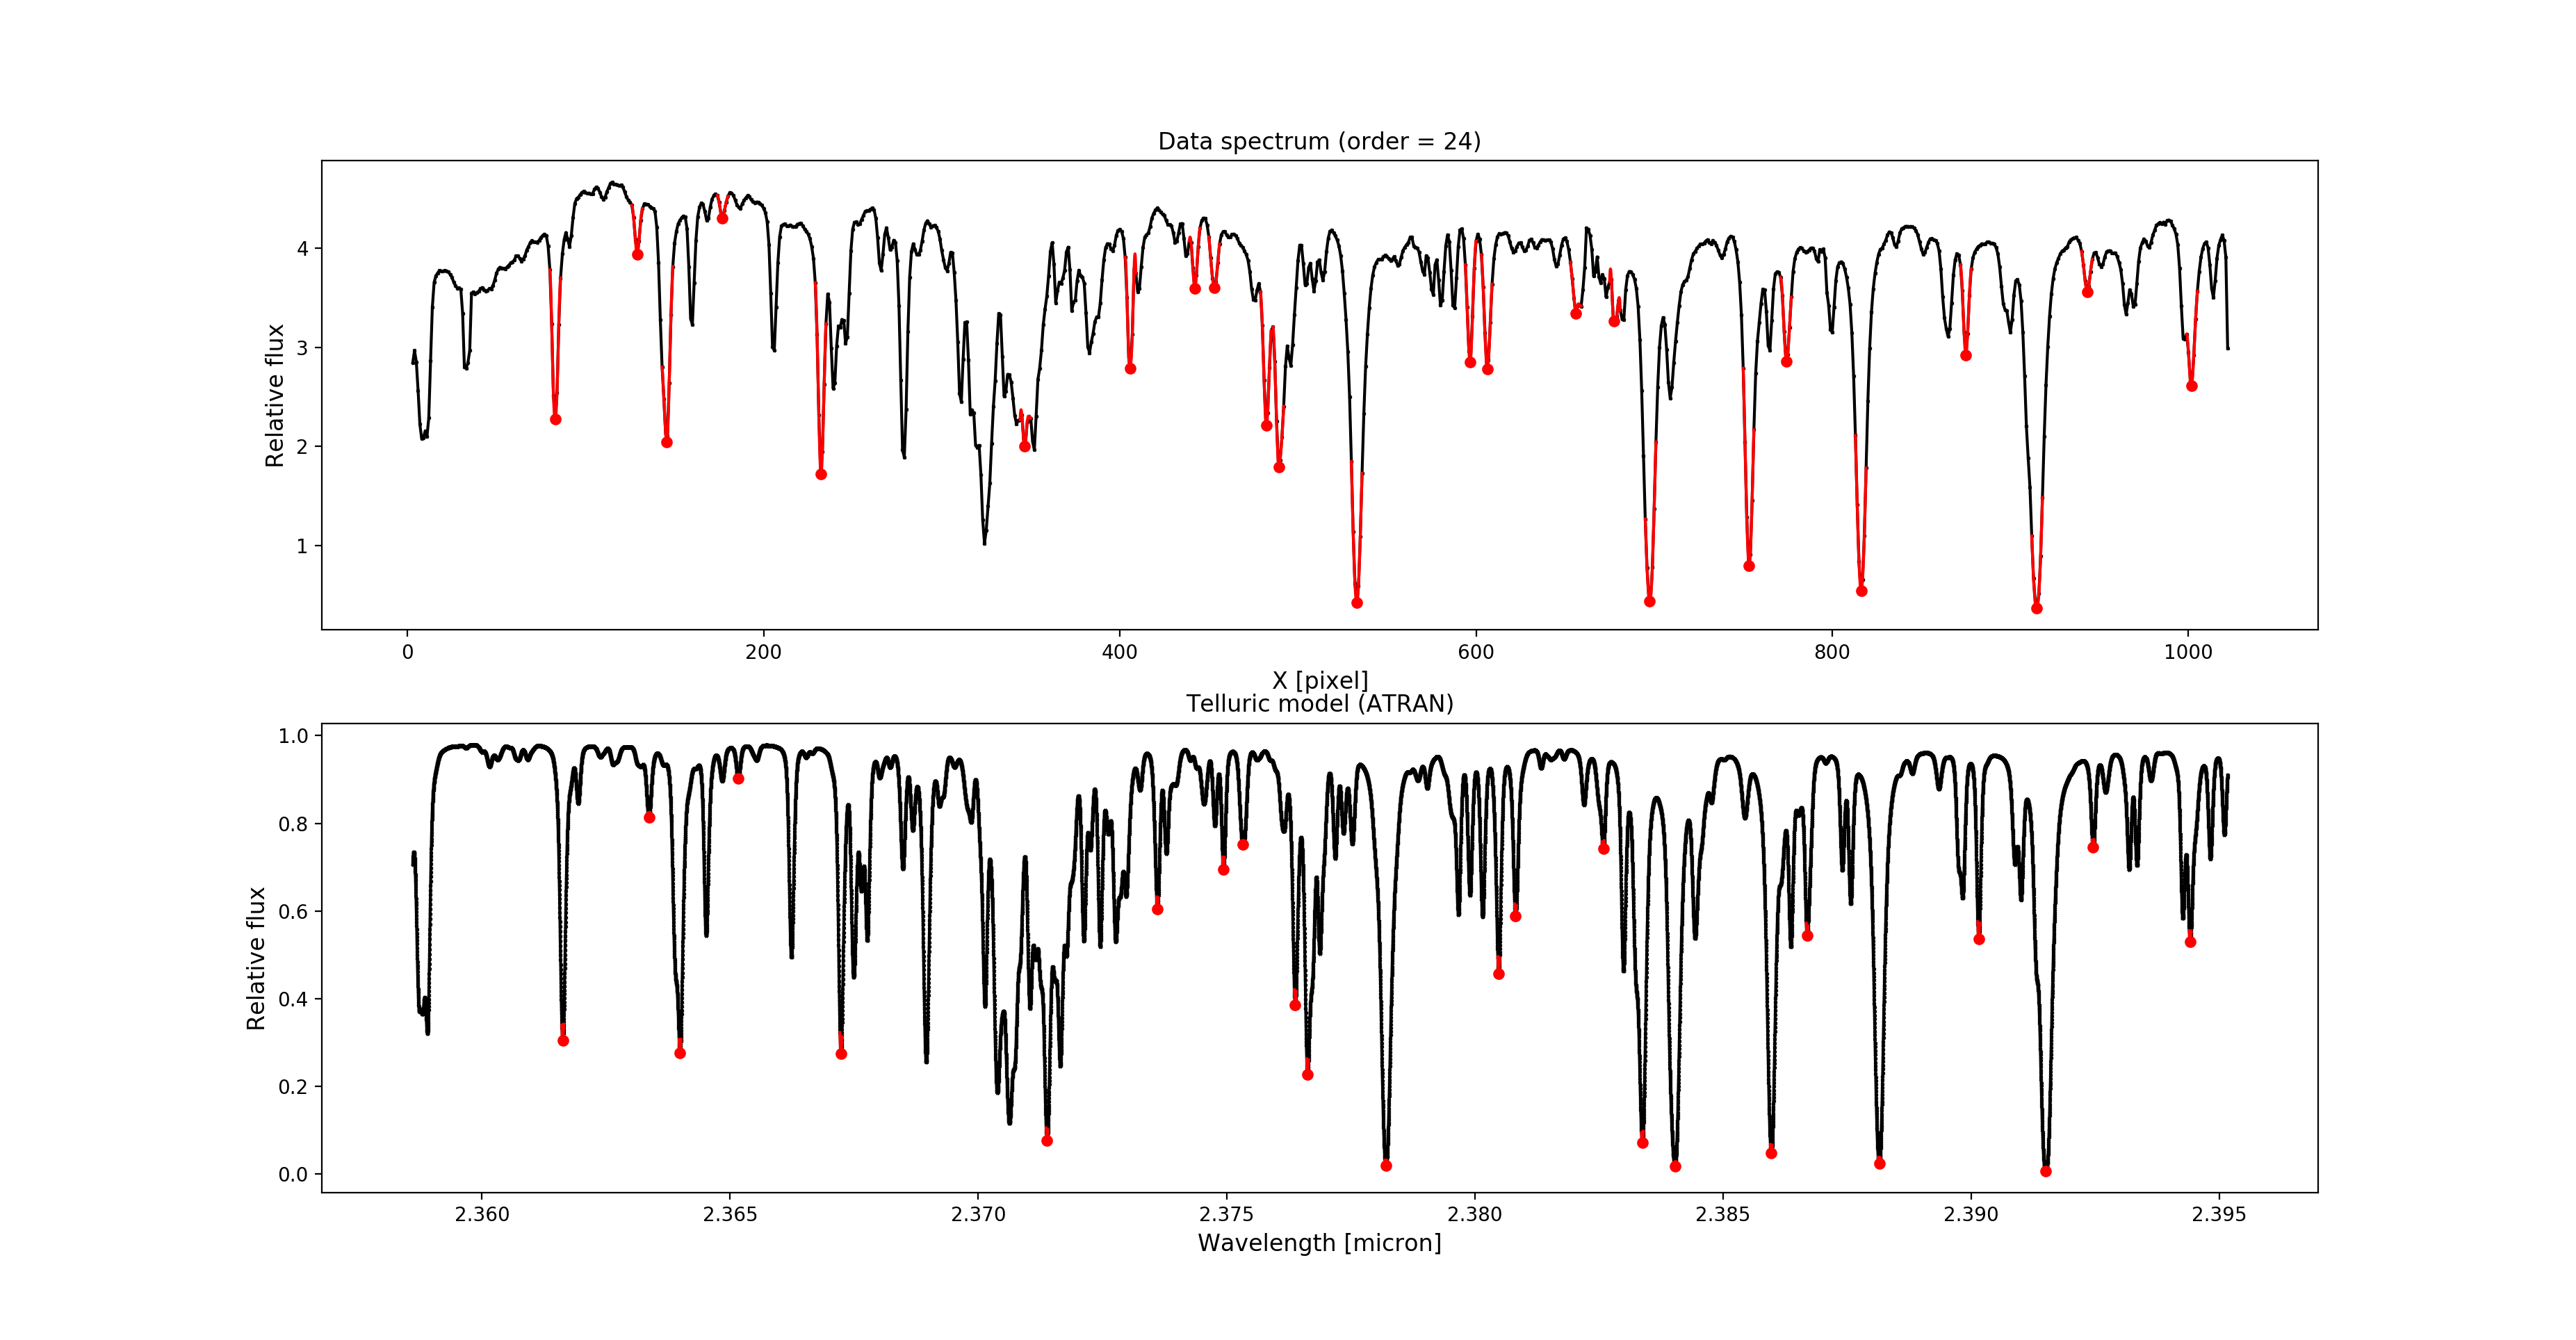 Data spectrum (order = 24)
Relative flux
4
3
2
1
0 200 400 600 800 1000
X [pixel]
Telluric model (ATRAN)
Relative flux
1.0
0.8
0.6
0.4
0.2
0.0
2.360 2.365 2.370 2.375 2.380 2.385 2.390 2.395
Wavelength [micron]